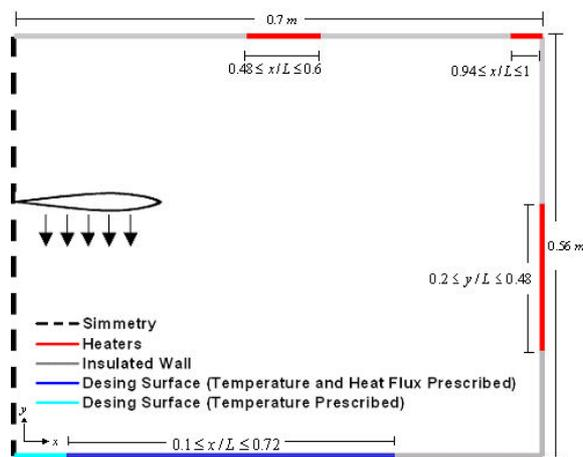 0.7 m
0.48 ≤ x/L ≤ 0.6
0.94 ≤ x/L ≤ 1
0.56 m
0.2 ≤ y/L ≤ 0.48
Simmetry
Heaters
Insulated Wall
Desing Surface (Temperature and Heat Flux Prescribed)
Desing Surface (Temperature Prescribed)
y
x
0.1 ≤ x/L ≤ 0.72